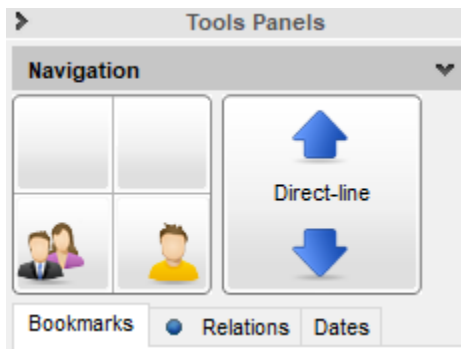 Tools Panels
Navigation
Direct-line
Bookmarks Relations Dates